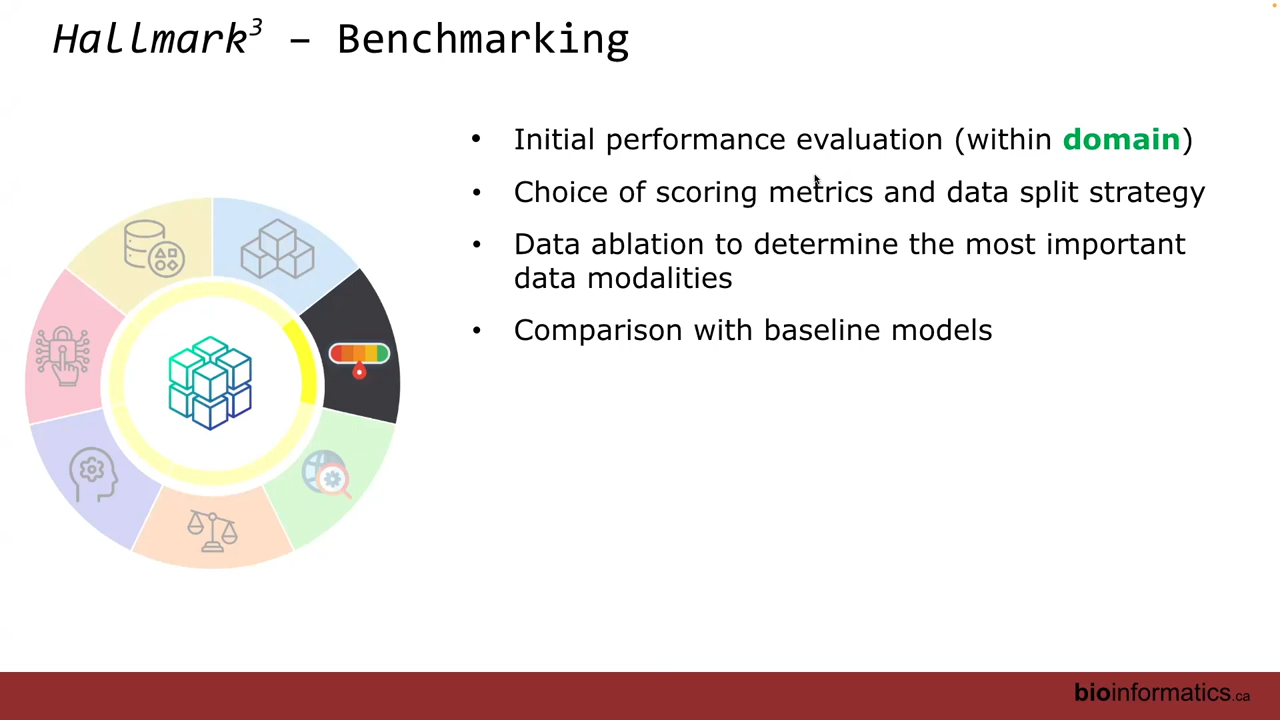 Hallmark³ – Benchmarking
• Initial performance evaluation (within domain)
• Choice of scoring metrics and data split strategy
• Data ablation to determine the most important
data modalities
• Comparison with baseline models
bioinformatics.ca